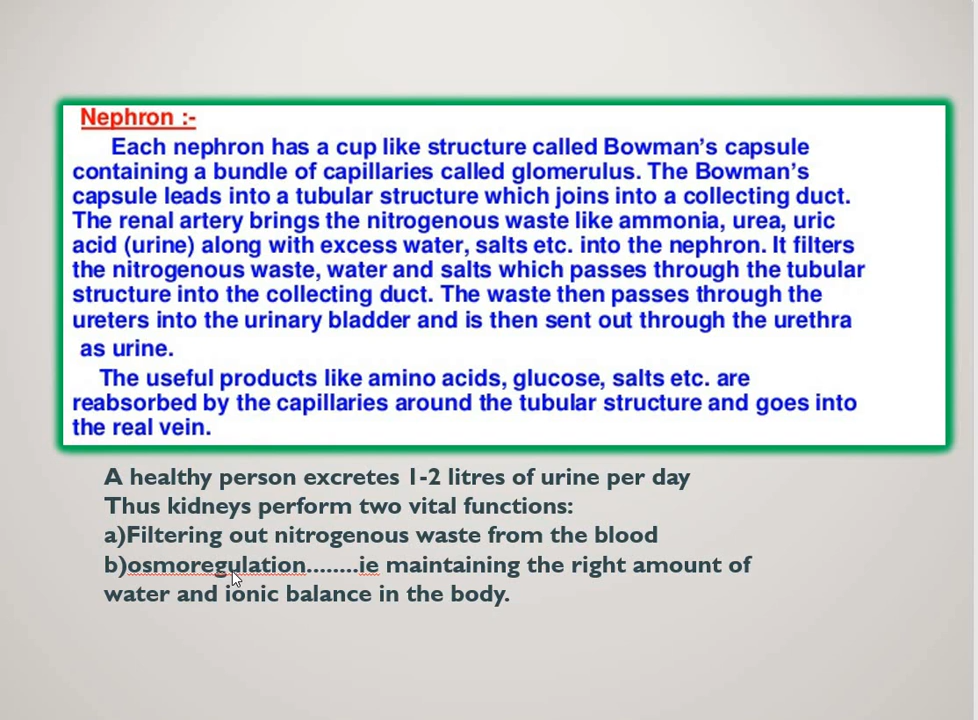 Nephron :-
Each nephron has a cup like structure called Bowman's capsule
containing a bundle of capillaries called glomerulus. The Bowman's
capsule leads into a tubular structure which joins into a collecting duct.
The renal artery brings the nitrogenous waste like ammonia, urea, uric
acid (urine) along with excess water, salts etc. into the nephron. It filters
the nitrogenous waste, water and salts which passes through the tubular
structure into the collecting duct. The waste then passes through the
ureters into the urinary bladder and is then sent out through the urethra
as urine.
The useful products like amino acids, glucose, salts etc. are
reabsorbed by the capillaries around the tubular structure and goes into
the real vein.
A healthy person excretes 1-2 litres of urine per day
Thus kidneys perform two vital functions:
a)Filtering out nitrogenous waste from the blood
b)osmoregulation........ie maintaining the right amount of
water and ionic balance in the body.